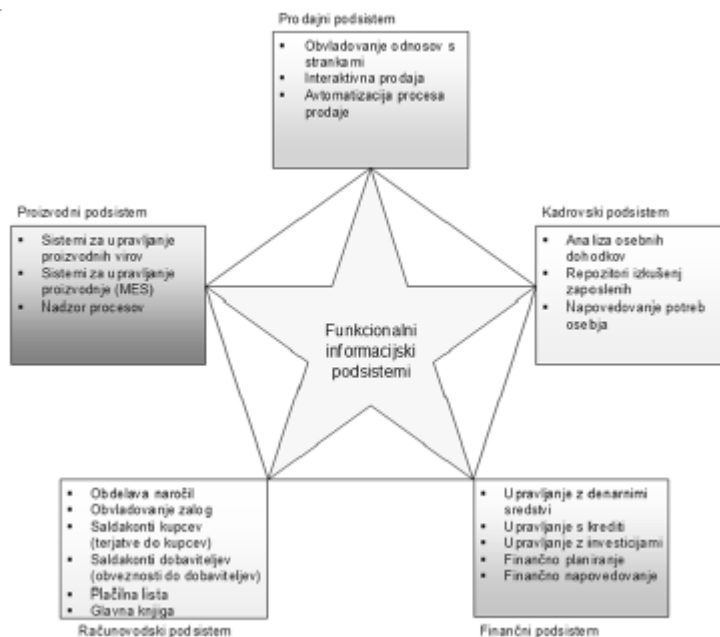 Prodajni podsistem
Obvladovanje odnosov s
strankami
Interaktivna prodaja
Avtomatizacija procesa
prodaje
Proizvodni podsistem
Sistemi za upravljanje
proizvodnih virov
Sistemi za upravljanje
proizvodnje (MES)
Nadzor procesov
Kadrovski podsistem
Analiza osebnih
dohodkov
Repozitori izkušenj
zaposlenih
Napovedovanje potreb
osebja
Funkcionalni
informacijski
podsistemi
Obdelava naročil
Obvladovanje zalog
Saldakonti kupcev
(terjatve do kupcev)
Saldakonti dobaviteljev
(obveznosti do dobaviteljev)
Plačilna lista
Glavna knjiga
Računovodski podsistem
Upravljanje z denarnimi
sredstvi
Upravljanje s krediti
Upravljanje z investicijami
Finančno planiranje
Finančno napovedovanje
Finančni podsistem